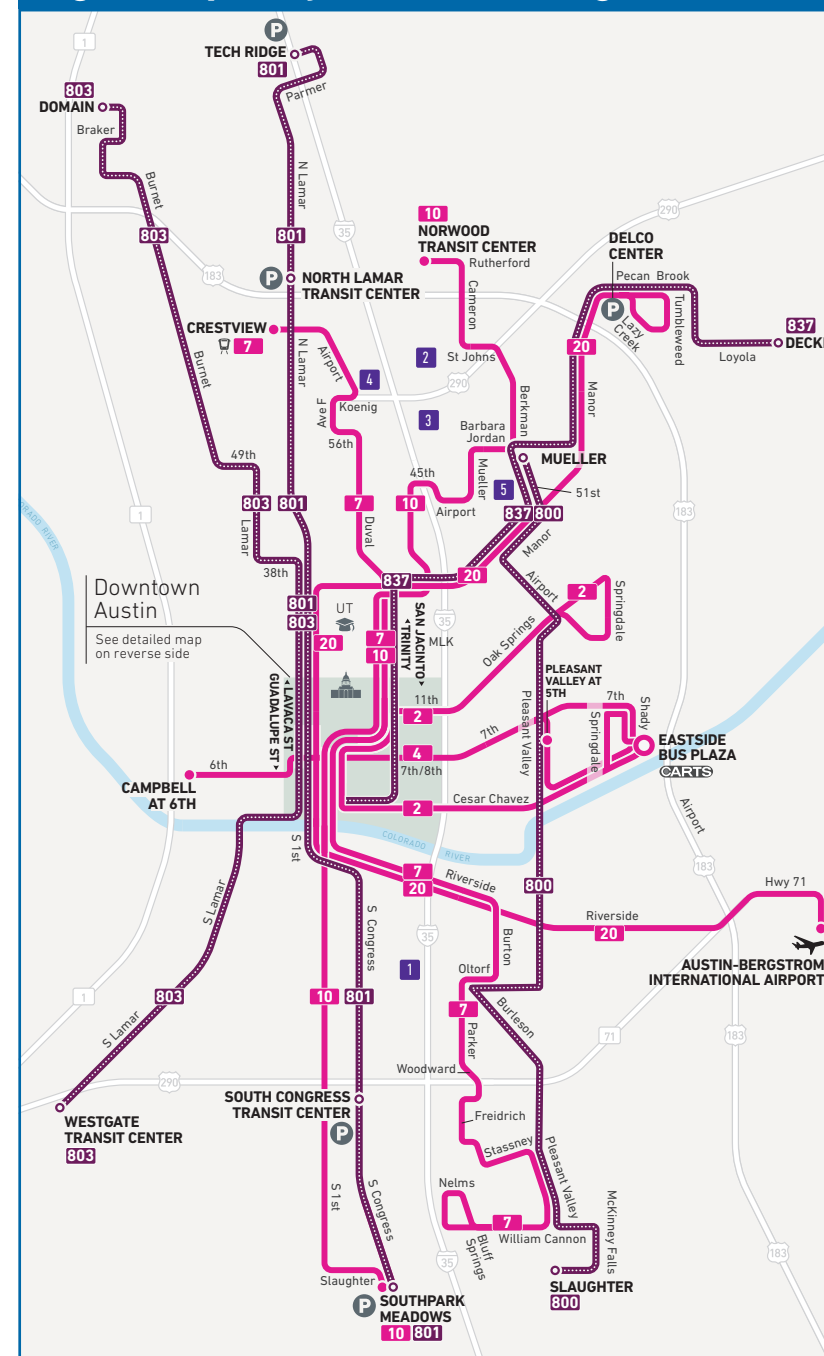 1
P
TECH RIDGE
801
Parmer
803
DOMAIN
Braker
Burnet
N Lamar
803
801
35
290
10
NORWOOD
TRANSIT CENTER
Rutherford
DELCO
CENTER
Pecan Brook
183
P
NORTH LAMAR
TRANSIT CENTER
Cameron
P
Lazy
Creek
Tumbleweed
837
Loyola
CRESTVIEW
7
Airport
N Lamar
Burnet
2
St Johns
20
4
290
Manor
Ave F
Koenig
3
Berkman
56th
Barbara
Jordan
MUELLER
49th
45th
Mueller
5
51st
803
801
7
10
Airport
837
800
183
1
Lamar
Duval
Manor
38th
837
20
Airport
Downtown
Austin
See detailed map
on reverse side
801
803
UT
20
7
10
SAN JACINTO
TRINITY
35
MLK
2
Springdale
Oak Springs
PLEASANT
VALLEY AT
5TH
LAVACA ST
GUADALUPE ST
11th
2
Pleasant Valley
7th
Shady
6th
4
7th
7th/8th
Springdale
EASTSIDE
BUS PLAZA
CARTS
CAMPBELL
AT 6TH
2
Cesar Chavez
Airport
COLORADO
RIVER
S 1st
7
20
Riverside
800
183
Hwy 71
S Lamar
S Congress
35
Burton
Riverside
20
1
Oltorf
AUSTIN-BERGSTROM
INTERNATIONAL AIRPORT
1
803
10
801
7
Burleson
S Lamar
Parker
71
183
290
Woodward
SOUTH CONGRESS
TRANSIT CENTER
P
WESTGATE
TRANSIT CENTER
803
Freidrich
Stassney
Pleasant Valley
S 1st
S Congress
Nelms
7
William Cannon
McKinney Falls
Bluff
Springs
35
183
Slaughter
SLAUGHTER
800
P
SOUTHPARK
MEADOWS
10
801